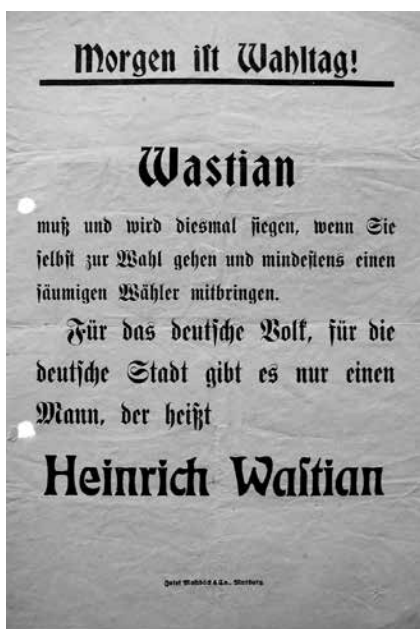 Morgen iſt Wahltag!
Wastian
muß und wird diesmal ſiegen, wenn Sie
ſelbſt zur Wahl gehen und mindeſtens einen
ſäumigen Wähler mitbringen.
Für das deutſche Volk, für die
deutſche Stadt gibt es nur einen
Mann, der heißt
Heinrich Waſtian
& Co., Marburg.